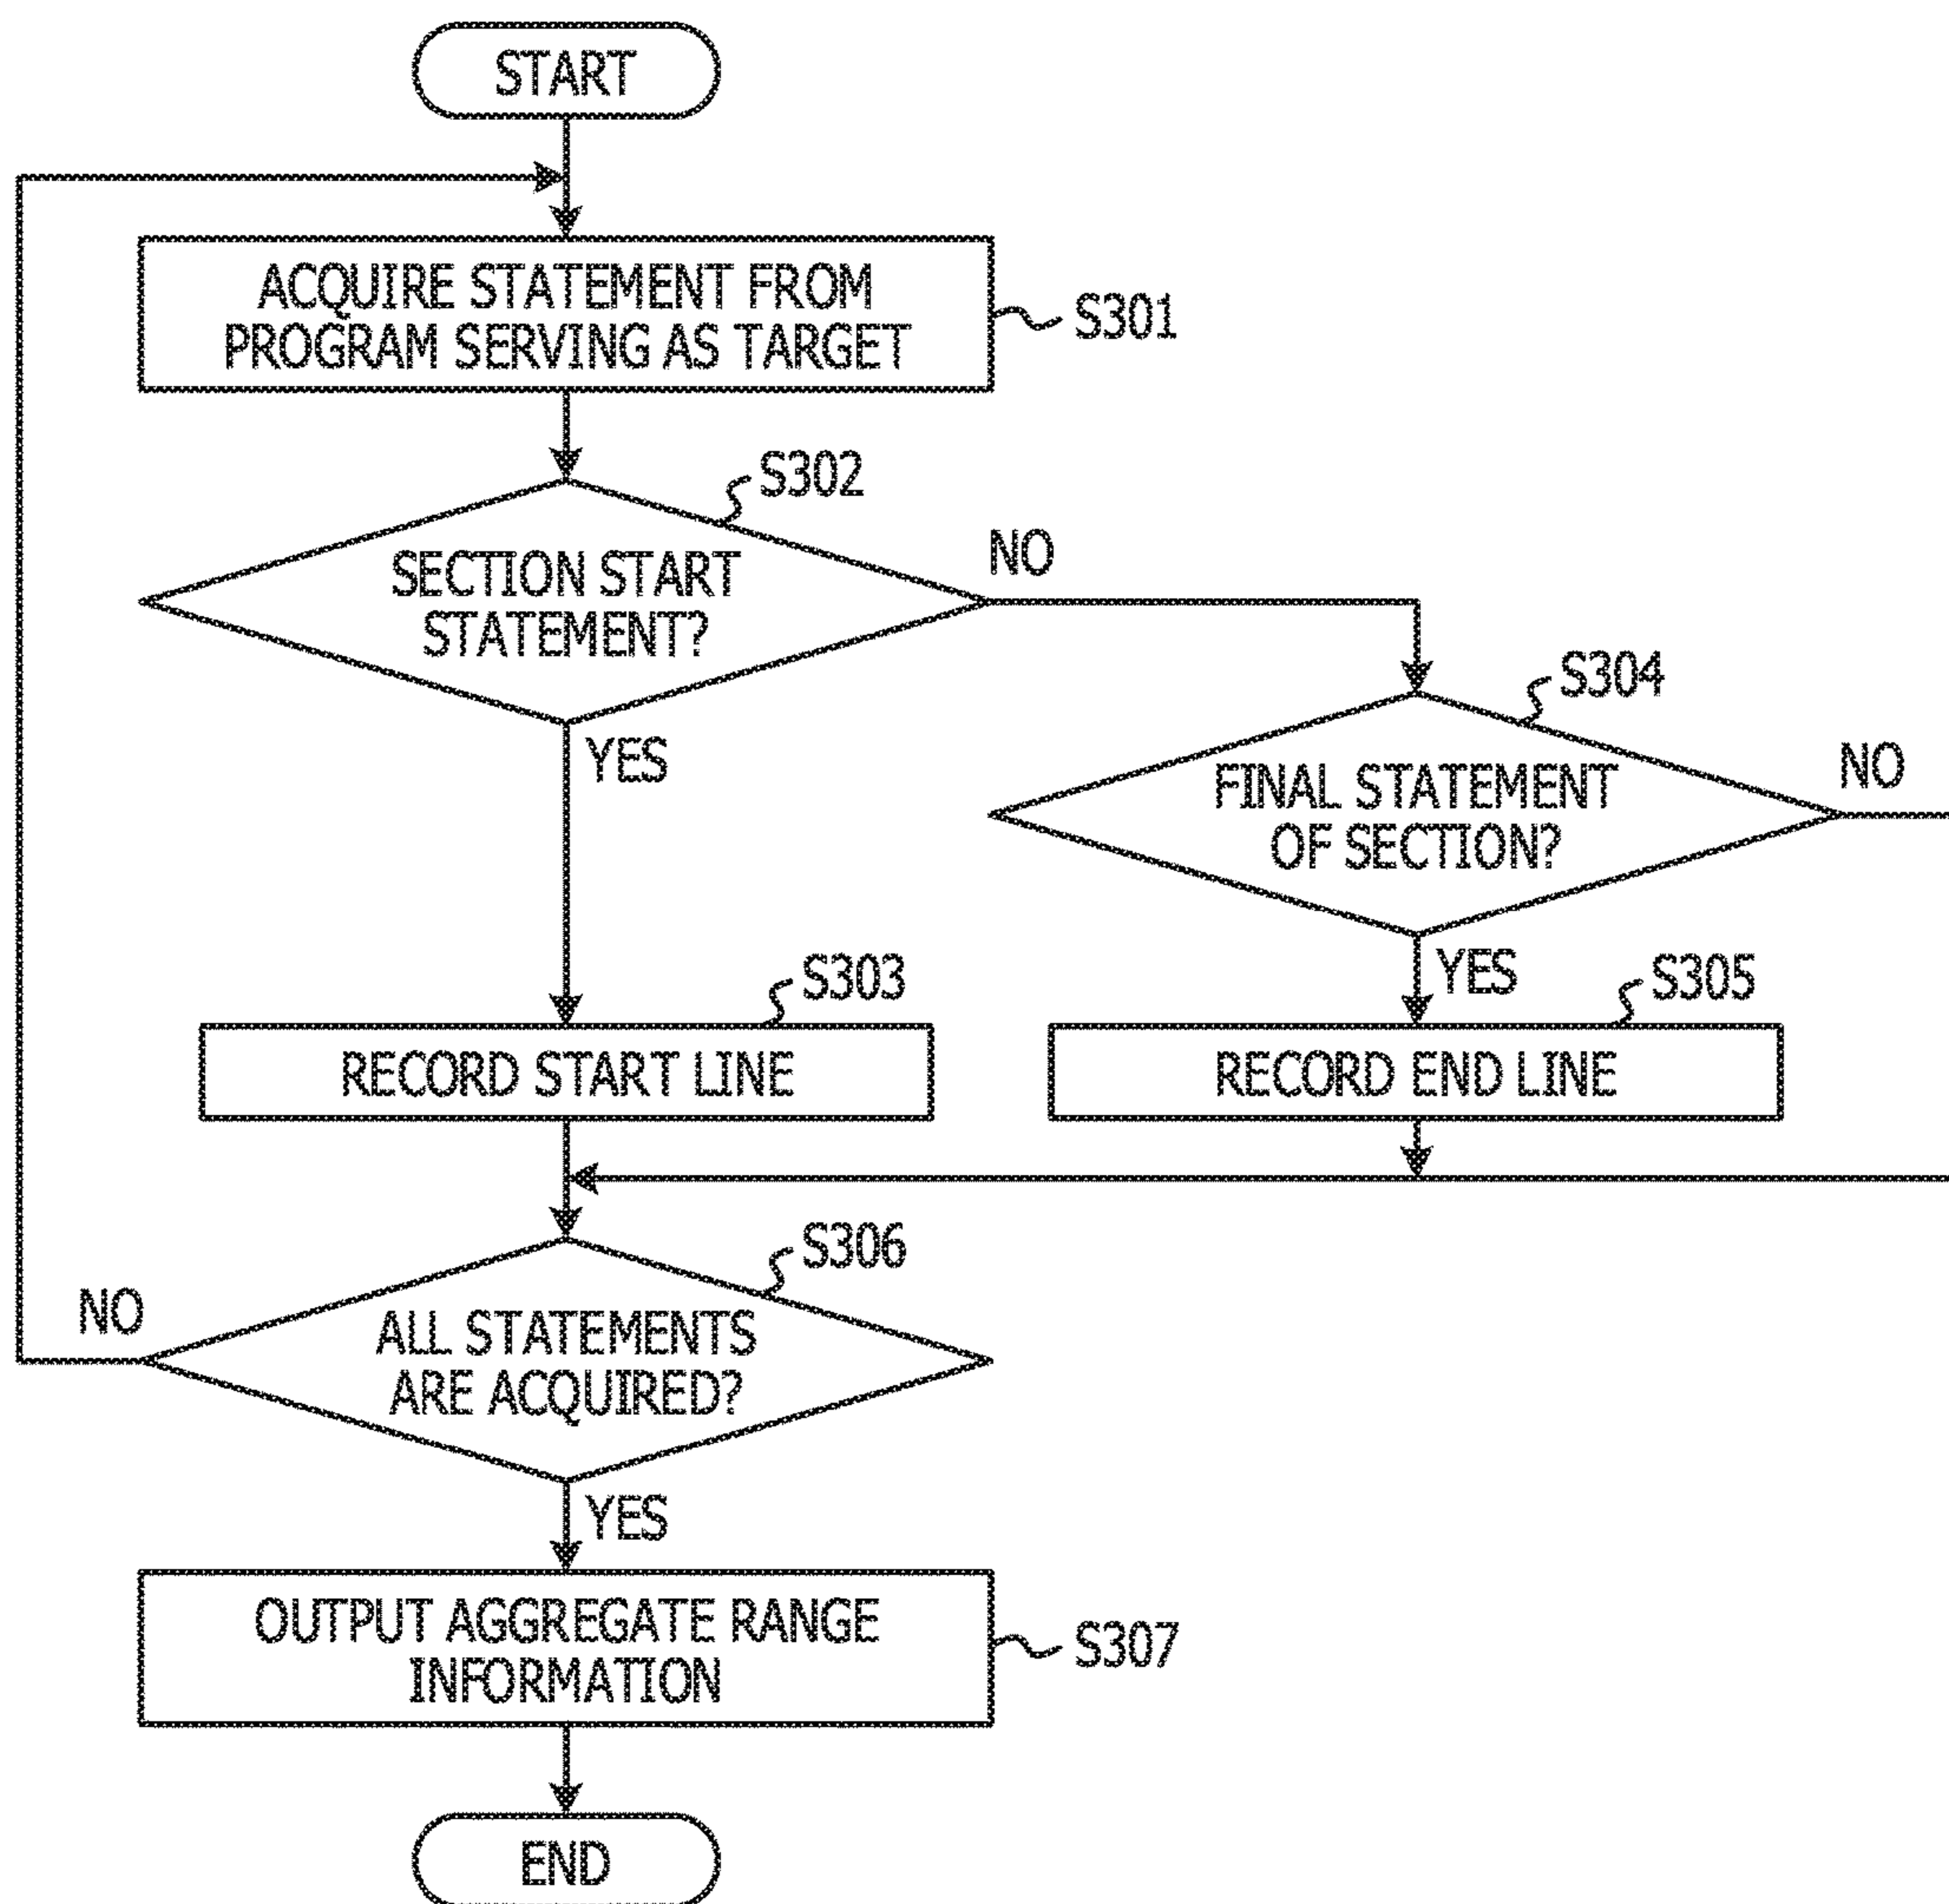 START
ACQUIRE STATEMENT FROM
PROGRAM SERVING AS TARGET
S301
S302
SECTION START
STATEMENT?
NO
YES
S304
FINAL STATEMENT
OF SECTION?
NO
YES
S303
RECORD START LINE
S305
RECORD END LINE
S306
ALL STATEMENTS
ARE ACQUIRED?
NO
YES
OUTPUT AGGREGATE RANGE
INFORMATION
S307
END